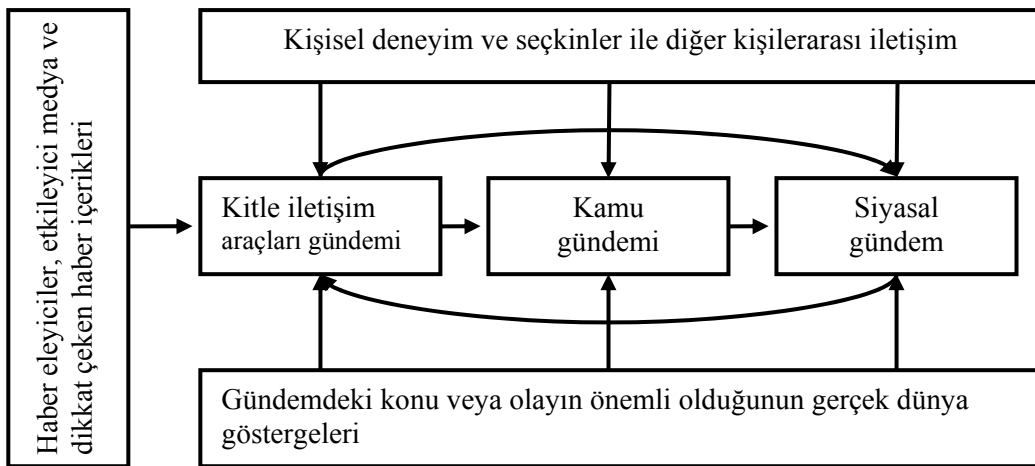 Haber eleyiciler, etkileyici medya ve
dikkat çeken haber içerikleri
Kişisel deneyim ve seçkinler ile diğer kişilerarası iletişim
Kitle iletişim
araçları gündemi
Kamu
gündemi
Siyasal
gündem
Gündemdeki konu veya olayın önemli olduğunun gerçek dünya
göstergeleri